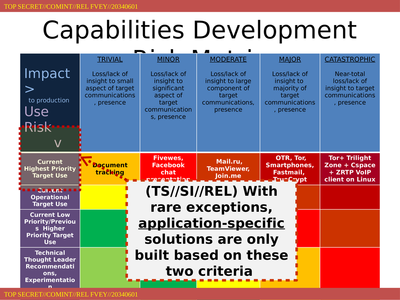 TOP SECRET//COMINT//REL FVEY//20340601
Capabilities Development
Risk Matrix
Impact
>
to production
Use
Risk
v
TRIVIAL
Loss/lack of
insight to small
aspect of target
communications
, presence
MINOR
Loss/lack of
insight to
significant
aspect of
target
communication
s, presence
MODERATE
Loss/lack of
insight to large
component of
target
communications,
presence
MAJOR
Loss/lack of
insight to
majority of
target
communications
, presence
CATASTROPHIC
Near-total
loss/lack of
insight to target
communications
, presence
Current
Highest Priority
Target Use
Document
tracking
Fivewes,
Facebook
chat
Mail.ru,
TeamViewer,
Join.me
OTR, Tor,
Smartphones,
Fastmail,
TrueCrypt
Tor+ Trilight
Zone + Cspace
+ ZRTP VoIP
client on Linux
Operational
Target Use
Current Low
Priority/Previou
s Higher
Priority Target
Use
Technical
Thought Leader
Recommendati
ons,
Experimentatio
n
(TS//SI//REL) With
rare exceptions,
application-specific
solutions are only
built based on these
two criteria
TOP SECRET//COMINT//REL FVEY//20340601